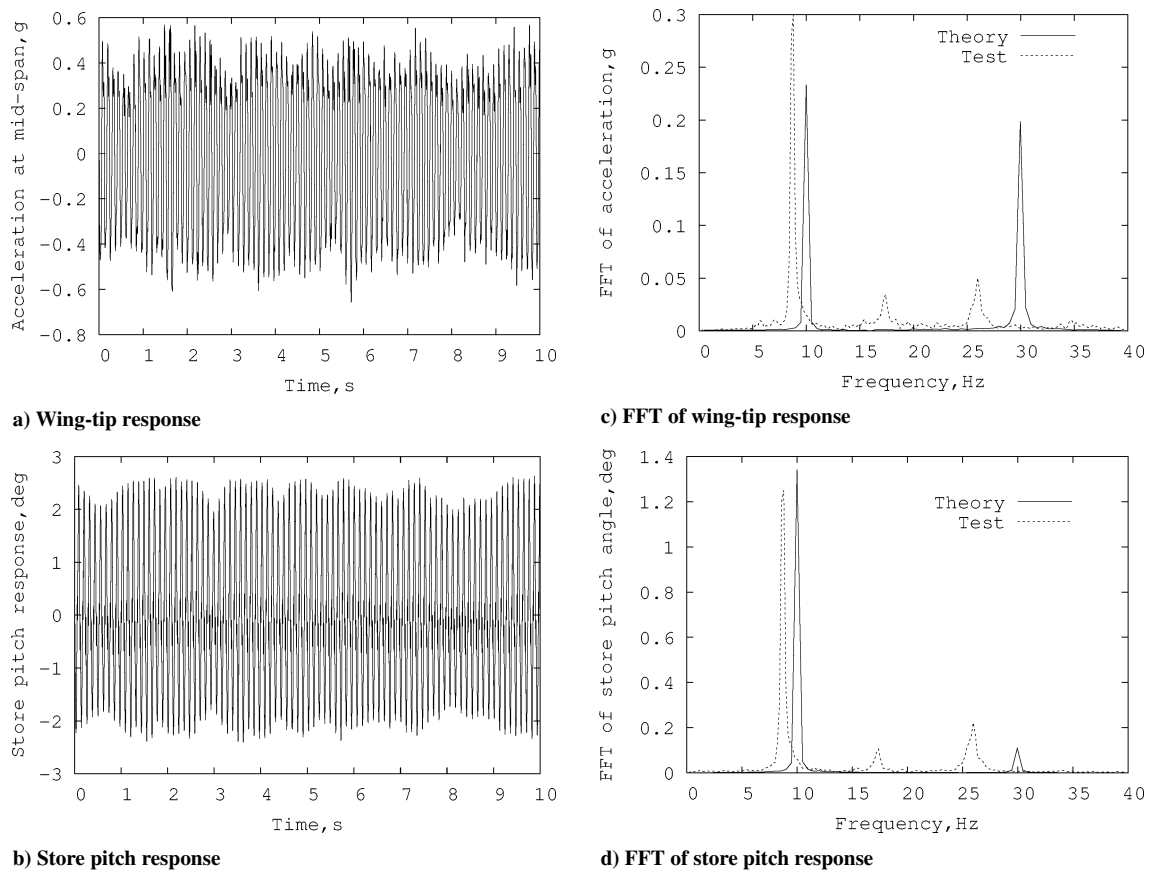 Acceleration at mid-span,g
0.6
0.4
0.2
0
-0.2
-0.4
-0.6
-0.8
0 1 2 3 4 5 6 7 8 9 10
Time,s
a) Wing-tip response
FFT of acceleration,g
0.3
0.25
0.2
0.15
0.1
0.05
0
Theory
Test
0 5 10 15 20 25 30 35 40
Frequency,Hz
c) FFT of wing-tip response
Store pitch response,deg
3
2
1
0
-1
-2
-3
0 1 2 3 4 5 6 7 8 9 10
Time,s
b) Store pitch response
FFT of store pitch angle,deg
1.4
1.2
1
0.8
0.6
0.4
0.2
0
Theory
Test
0 5 10 15 20 25 30 35 40
Frequency,Hz
d) FFT of store pitch response